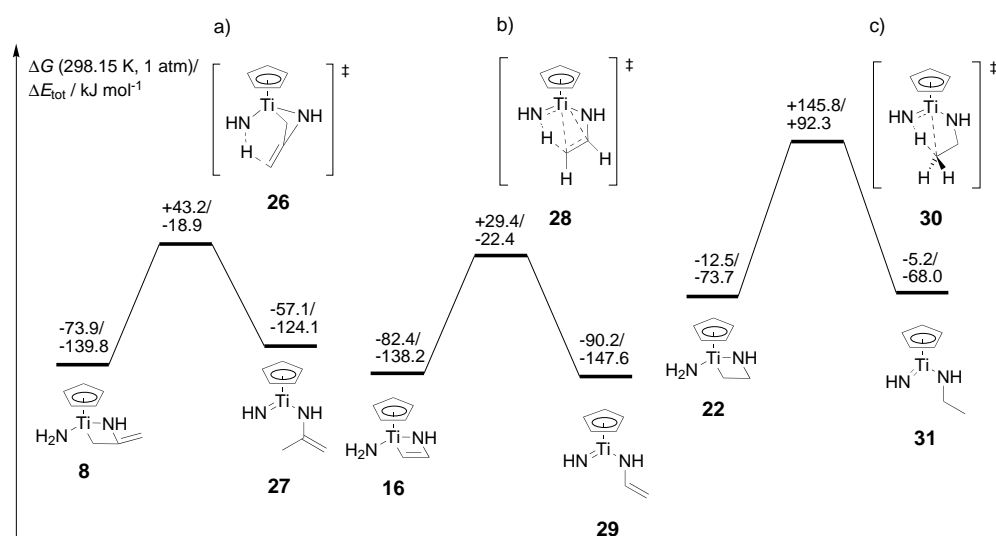 a)
b)
c)
ΔG (298.15 K, 1 atm)/
ΔE_tot / kJ mol⁻¹
‡
Ti
NH
HN
H
26
‡
HN
Ti
NH
H
H
H
28
‡
HN
Ti
NH
H
H
H
30
+43.2/
-18.9
+29.4/
-22.4
+145.8/
+92.3
-73.9/
-139.8
-57.1/
-124.1
-82.4/
-138.2
-90.2/
-147.6
-12.5/
-73.7
-5.2/
-68.0
Ti
NH
H₂N
8
Ti
HN
NH
27
Ti
NH
H₂N
16
Ti
HN
NH
29
Ti
NH
H₂N
22
Ti
HN
NH
31